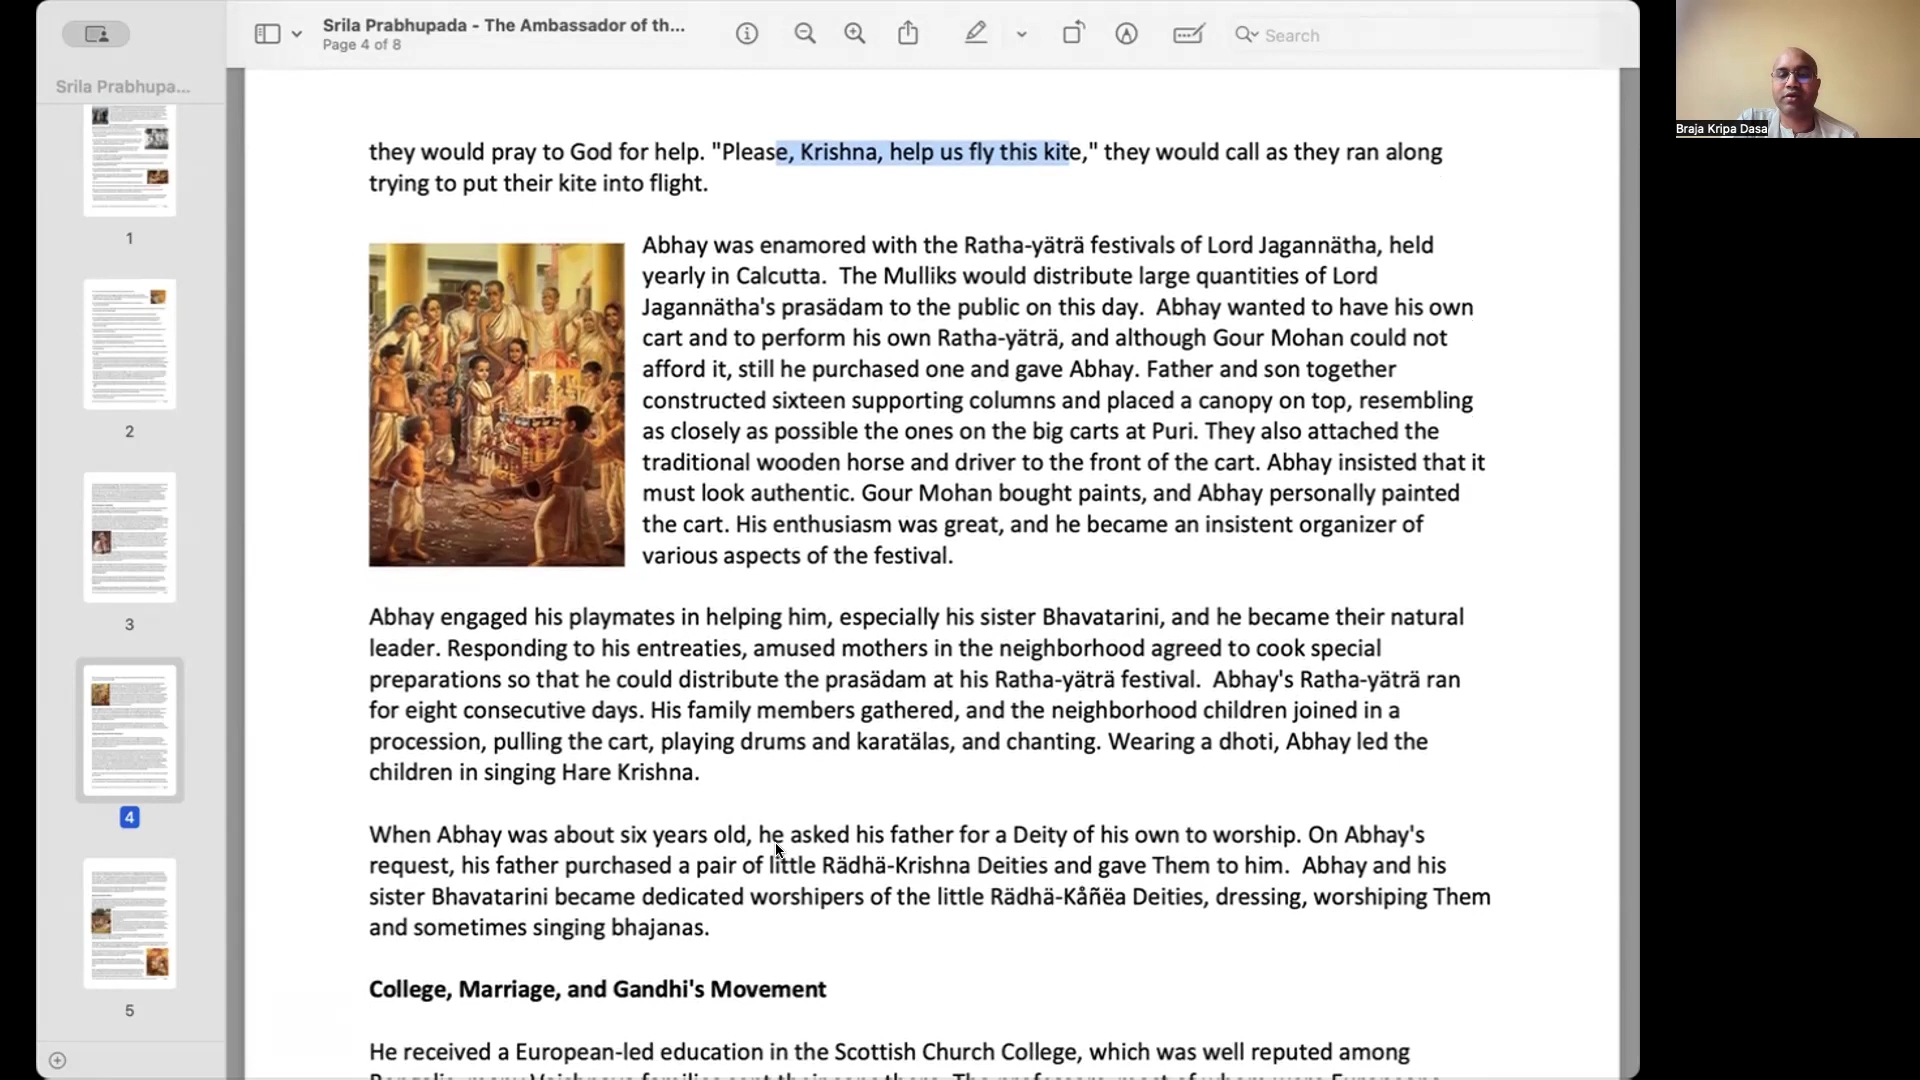 Srila Prabhupada - The Ambassador of th...
Page 4 of 8
Search
Srila Prabhupa...
1
2
3
4
5
they would pray to God for help. "Please, Krishna, help us fly this kite," they would call as they ran along
trying to put their kite into flight.
Abhay was enamored with the Ratha-yäträ festivals of Lord Jagannätha, held
yearly in Calcutta.  The Mulliks would distribute large quantities of Lord
Jagannätha's prasädam to the public on this day.  Abhay wanted to have his own
cart and to perform his own Ratha-yäträ, and although Gour Mohan could not
afford it, still he purchased one and gave Abhay. Father and son together
constructed sixteen supporting columns and placed a canopy on top, resembling
as closely as possible the ones on the big carts at Puri. They also attached the
traditional wooden horse and driver to the front of the cart. Abhay insisted that it
must look authentic. Gour Mohan bought paints, and Abhay personally painted
the cart. His enthusiasm was great, and he became an insistent organizer of
various aspects of the festival.
Abhay engaged his playmates in helping him, especially his sister Bhavatarini, and he became their natural
leader. Responding to his entreaties, amused mothers in the neighborhood agreed to cook special
preparations so that he could distribute the prasädam at his Ratha-yäträ festival.  Abhay's Ratha-yäträ ran
for eight consecutive days. His family members gathered, and the neighborhood children joined in a
procession, pulling the cart, playing drums and karatälas, and chanting. Wearing a dhoti, Abhay led the
children in singing Hare Krishna.
When Abhay was about six years old, he asked his father for a Deity of his own to worship. On Abhay's
request, his father purchased a pair of little Rädhä-Krishna Deities and gave Them to him.  Abhay and his
sister Bhavatarini became dedicated worshipers of the little Rädhä-Kåñëa Deities, dressing, worshiping Them
and sometimes singing bhajanas.
College, Marriage, and Gandhi's Movement
He received a European-led education in the Scottish Church College, which was well reputed among
Braja Kripa Dasa